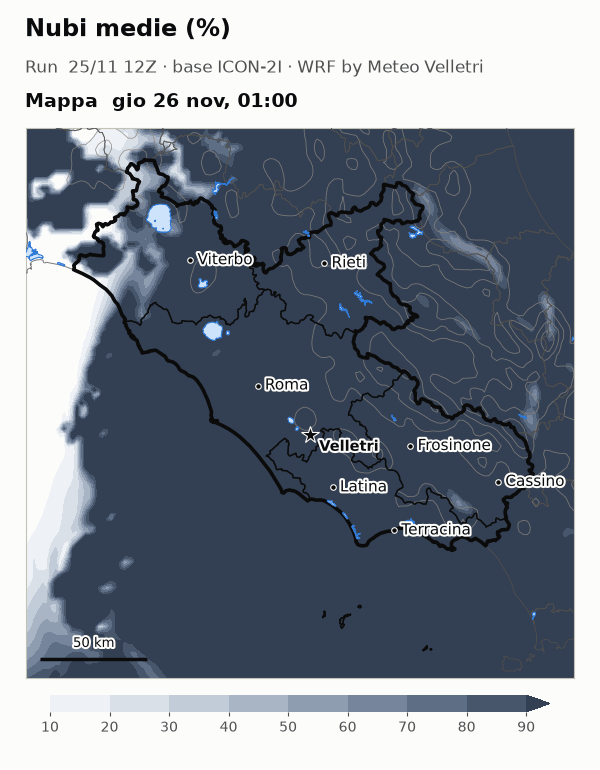 Nubi medie (%)
Run  25/11 12Z · base ICON-2I · WRF by Meteo Velletri
Mappa  gio 26 nov, 01:00
Viterbo
Rieti
Roma
Velletri
Frosinone
Cassino
Latina
Terracina
50 km
10 20 30 40 50 60 70 80 90